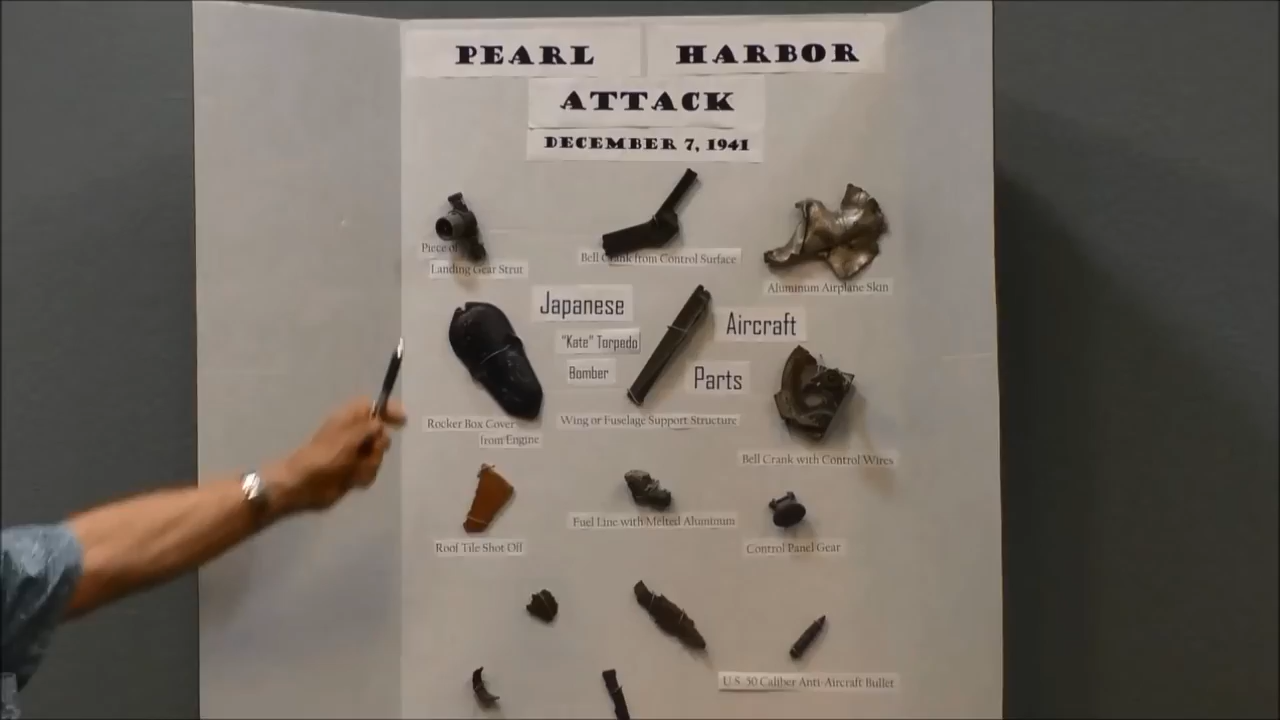 PEARL HARBOR
ATTACK
DECEMBER 7, 1941
Piece of
Landing Gear Strut
Bell Crank from Control Surface
Aluminum Airplane Skin
Japanese
Aircraft
"Kate" Torpedo
Bomber
Parts
Rocker Box Cover
from Engine
Wing or Fuselage Support Structure
Bell Crank with Control Wires
Roof Tile Shot Off
Fuel Line with Melted Aluminum
Control Panel Gear
U.S. 50 Caliber Anti-Aircraft Bullet